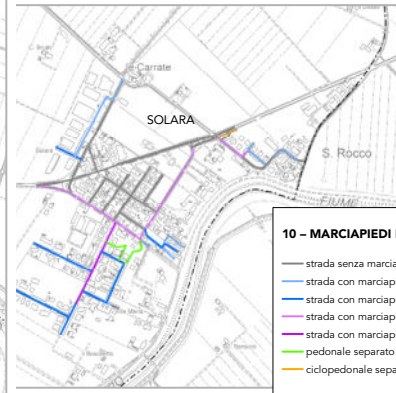 e-Carrate
SOLARA
S. Rocco
FIUME
10 – MARCIAPIEDI
strada senza marcia
strada con marciap
strada con marciap
strada con marciap
strada con marciap
pedonale separato
ciclopedonale sepa